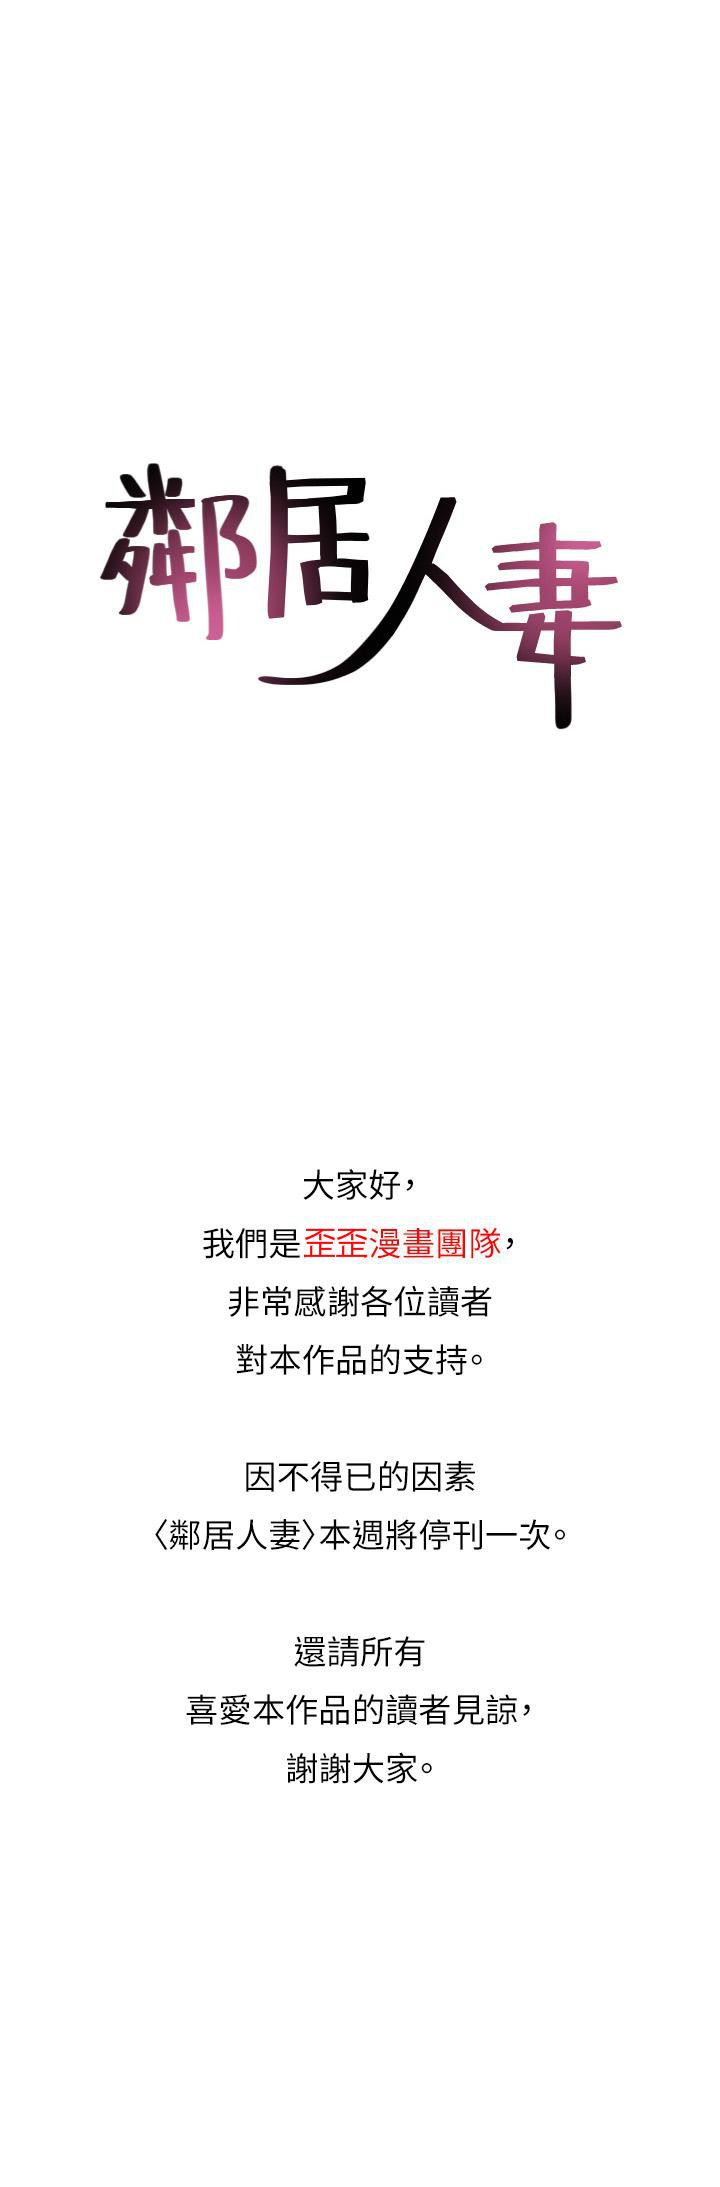 鄰居人妻
大家好，
我們是歪歪漫畫團隊，
非常感謝各位讀者
對本作品的支持。
因不得已的因素
〈鄰居人妻〉本週將停刊一次。
還請所有
喜愛本作品的讀者見諒，
謝謝大家。